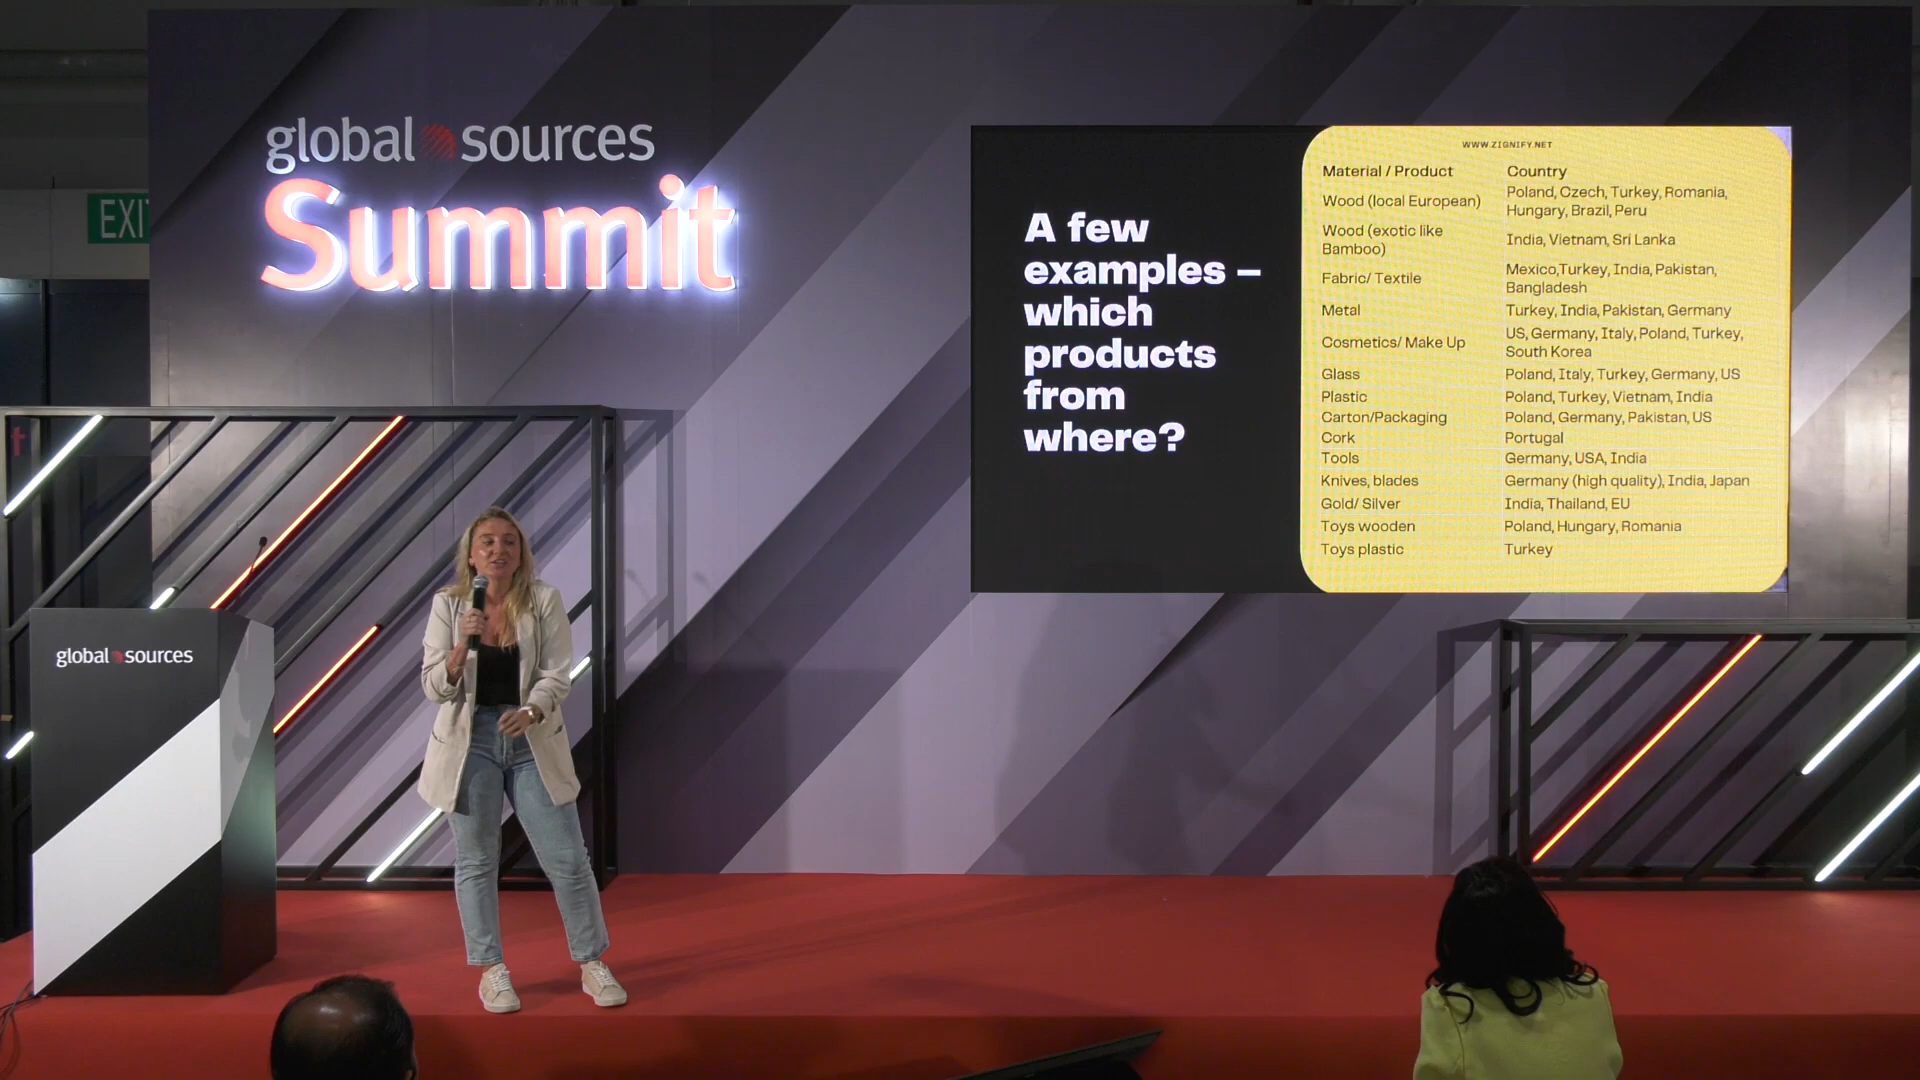 global sources
Summit
EXI
t
global sources
A few
examples –
which
products
from
where?
WWW.ZIGNIFY.NET
Material / Product Country
Wood (local European) Poland, Czech, Turkey, Romania,
Hungary, Brazil, Peru
Wood (exotic like
Bamboo) India, Vietnam, Sri Lanka
Fabric/ Textile Mexico,Turkey, India, Pakistan,
Bangladesh
Metal Turkey, India, Pakistan, Germany
Cosmetics/ Make Up US, Germany, Italy, Poland, Turkey,
South Korea
Glass Poland, Italy, Turkey, Germany, US
Plastic Poland, Turkey, Vietnam, India
Carton/Packaging Poland, Germany, Pakistan, US
Cork Portugal
Tools Germany, USA, India
Knives, blades Germany (high quality), India, Japan
Gold/ Silver India, Thailand, EU
Toys wooden Poland, Hungary, Romania
Toys plastic Turkey